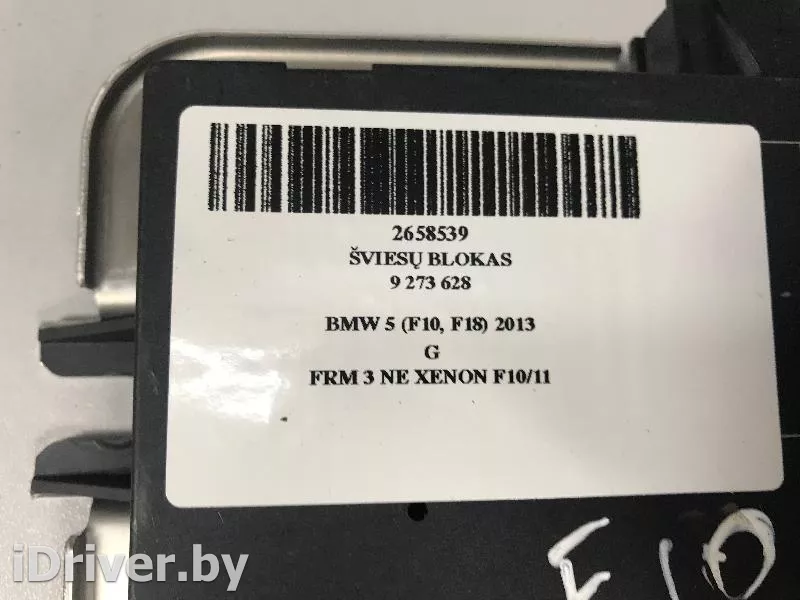 2658539
ŠVIESŲ BLOKAS
9 273 628
BMW 5 (F10, F18) 2013
G
FRM 3 NE XENON F10/11
F10
iDriver.by